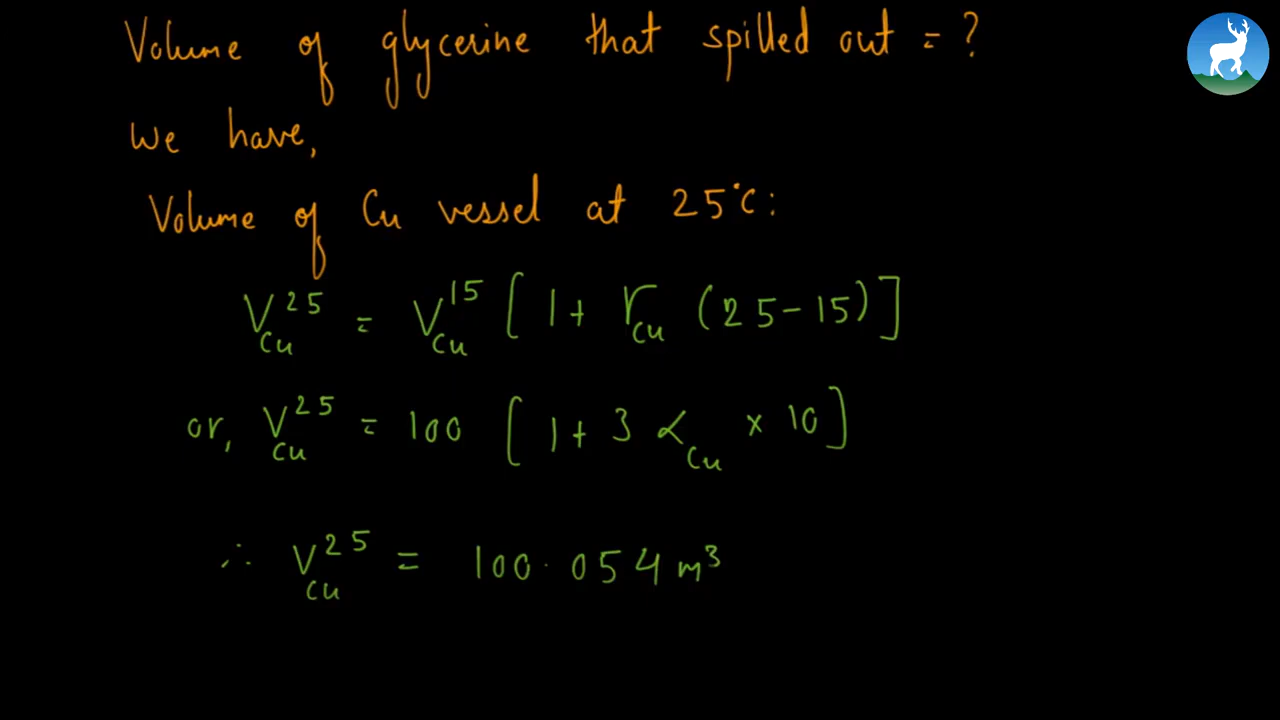 Volume of glycerine that spilled out = ?
We have,
Volume of Cu vessel at 25°C:
V_Cu^25 = V_Cu^15 [1 + γ_Cu (25-15)]
or, V_Cu^25 = 100 [1 + 3 α_Cu × 10]
∴ V_Cu^25 = 100.054 m³